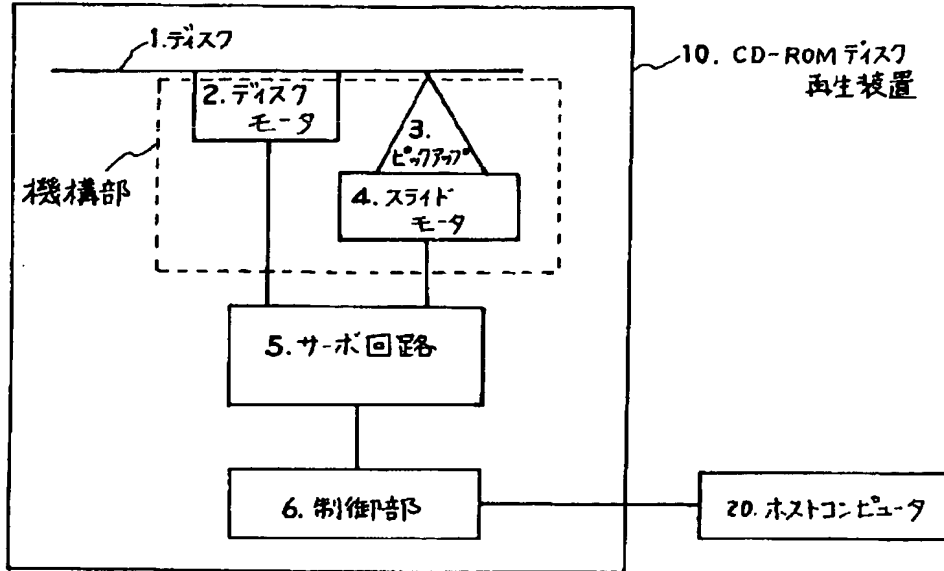 1.ディスク
10. CD-ROM ディスク
再生装置
2.ディスク
モータ
3.
ピックアップ
機構部
4.スライド
モータ
5.サーボ回路
6.制御部
20.ホストコンピュータ